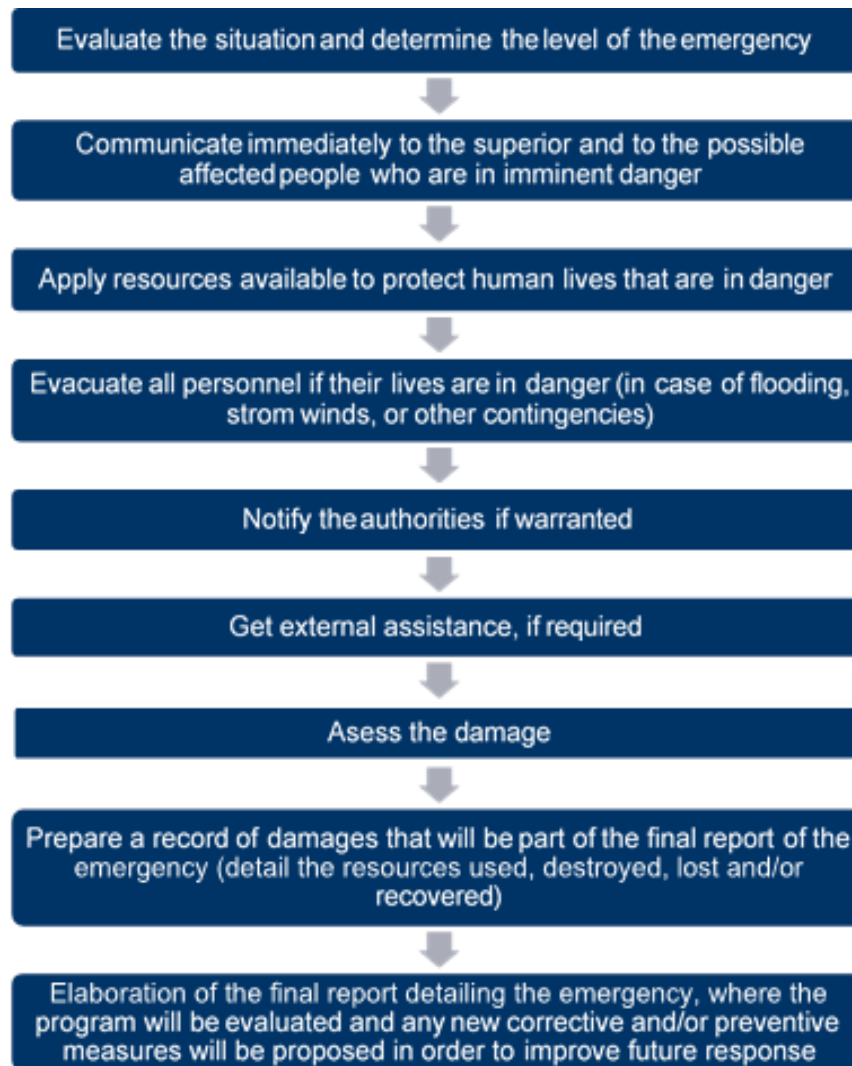 Evaluate the situation and determine the level of the emergency
Communicate immediately to the superior and to the possible
affected people who are in imminent danger
Apply resources available to protect human lives that are in danger
Evacuate all personnel if their lives are in danger (in case of flooding,
strom winds, or other contingencies)
Notify the authorities if warranted
Get external assistance, if required
Asess the damage
Prepare a record of damages that will be part of the final report of the
emergency (detail the resources used, destroyed, lost and/or
recovered)
Elaboration of the final report detailing the emergency, where the
program will be evaluated and any new corrective and/or preventive
measures will be proposed in order to improve future response